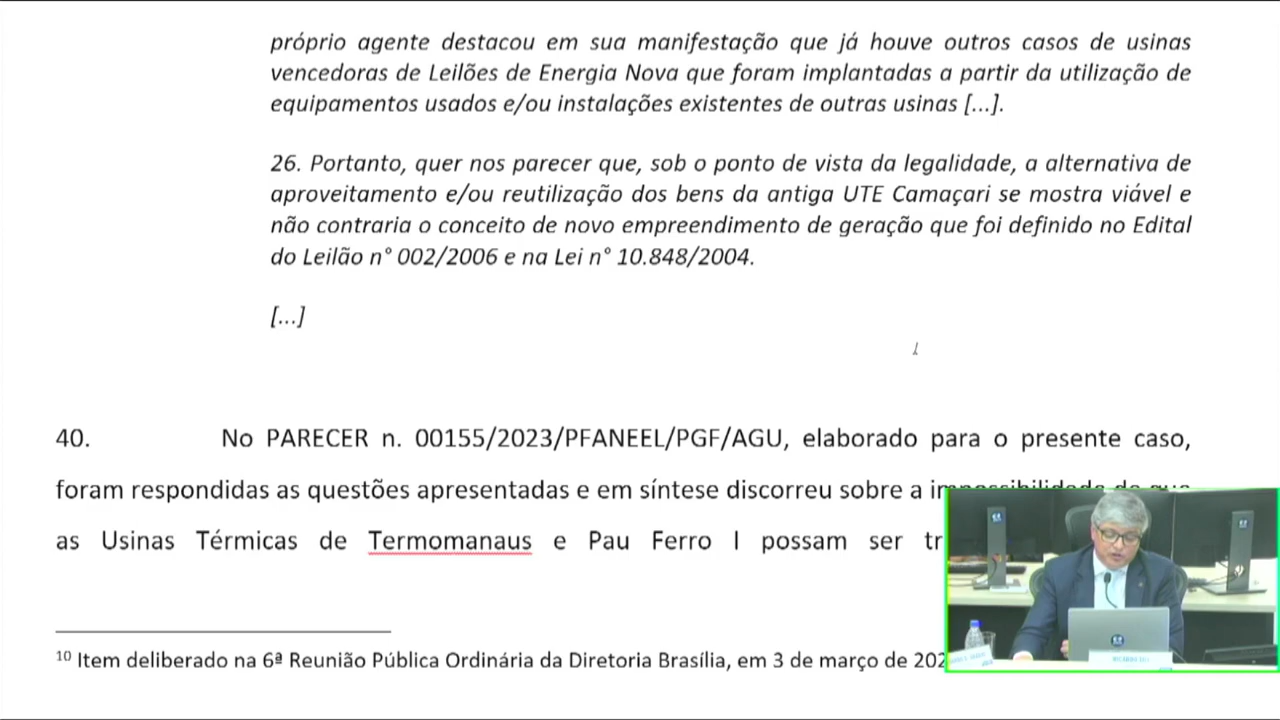 próprio agente destacou em sua manifestação que já houve outros casos de usinas
vencedoras de Leilões de Energia Nova que foram implantadas a partir da utilização de
equipamentos usados e/ou instalações existentes de outras usinas [...].
26. Portanto, quer nos parecer que, sob o ponto de vista da legalidade, a alternativa de
aproveitamento e/ou reutilização dos bens da antiga UTE Camaçari se mostra viável e
não contraria o conceito de novo empreendimento de geração que foi definido no Edital
do Leilão n° 002/2006 e na Lei n° 10.848/2004.
[...]
40. No PARECER n. 00155/2023/PFANEEL/PGF/AGU, elaborado para o presente caso,
foram respondidas as questões apresentadas e em síntese discorreu sobre a impossibilidade de que
as Usinas Térmicas de Termomanaus e Pau Ferro I possam ser
10 Item deliberado na 6ª Reunião Pública Ordinária da Diretoria Brasília, em 3 de março de